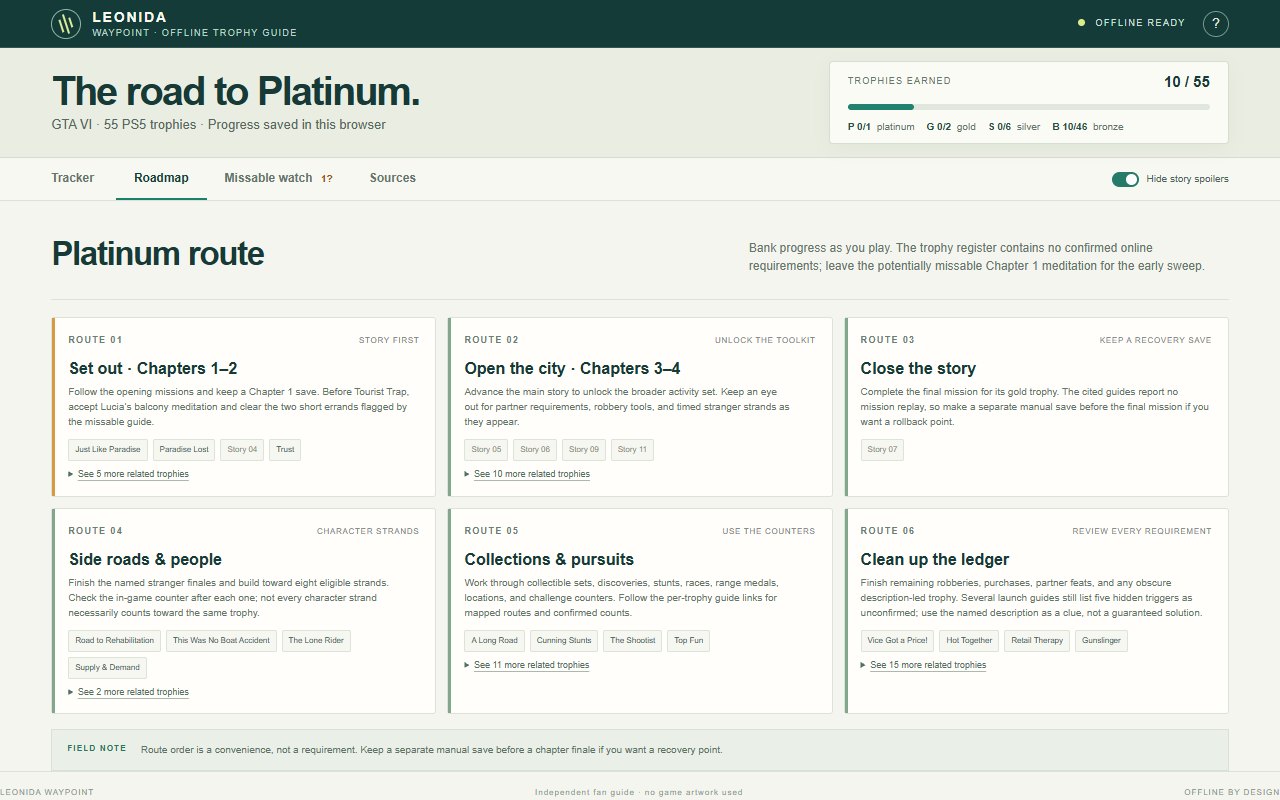 LEONIDA
WAYPOINT · OFFLINE TROPHY GUIDE
OFFLINE READY
?
The road to Platinum.
GTA VI · 55 PS5 trophies · Progress saved in this browser
TROPHIES EARNED
10 / 55
P 0/1 platinum G 0/2 gold S 0/6 silver B 10/46 bronze
Tracker
Roadmap
Missable watch 1?
Sources
Hide story spoilers
Platinum route
Bank progress as you play. The trophy register contains no confirmed online
requirements; leave the potentially missable Chapter 1 meditation for the early sweep.
ROUTE 01
STORY FIRST
Set out · Chapters 1–2
Follow the opening missions and keep a Chapter 1 save. Before Tourist Trap,
accept Lucia's balcony meditation and clear the two short errands flagged by
the missable guide.
Just Like Paradise
Paradise Lost
Story 04
Trust
See 5 more related trophies
ROUTE 02
UNLOCK THE TOOLKIT
Open the city · Chapters 3–4
Advance the main story to unlock the broader activity set. Keep an eye
out for partner requirements, robbery tools, and timed stranger strands as
they appear.
Story 05
Story 06
Story 09
Story 11
See 10 more related trophies
ROUTE 03
KEEP A RECOVERY SAVE
Close the story
Complete the final mission for its gold trophy. The cited guides report no
mission replay, so make a separate manual save before the final mission if you
want a rollback point.
Story 07
ROUTE 04
CHARACTER STRANDS
Side roads & people
Finish the named stranger finales and build toward eight eligible strands.
Check the in-game counter after each one; not every character strand
necessarily counts toward the same trophy.
Road to Rehabilitation
This Was No Boat Accident
The Lone Rider
Supply & Demand
See 2 more related trophies
ROUTE 05
USE THE COUNTERS
Collections & pursuits
Work through collectible sets, discoveries, stunts, races, range medals,
locations, and challenge counters. Follow the per-trophy guide links for
mapped routes and confirmed counts.
A Long Road
Cunning Stunts
The Shootist
Top Fun
See 11 more related trophies
ROUTE 06
REVIEW EVERY REQUIREMENT
Clean up the ledger
Finish remaining robberies, purchases, partner feats, and any obscure
description-led trophy. Several launch guides still list five hidden triggers as
unconfirmed; use the named description as a clue, not a guaranteed solution.
Vice Got a Price!
Hot Together
Retail Therapy
Gunslinger
See 15 more related trophies
FIELD NOTE
Route order is a convenience, not a requirement. Keep a separate manual save before a chapter finale if you want a recovery point.
LEONIDA WAYPOINT
Independent fan guide · no game artwork used
OFFLINE BY DESIGN